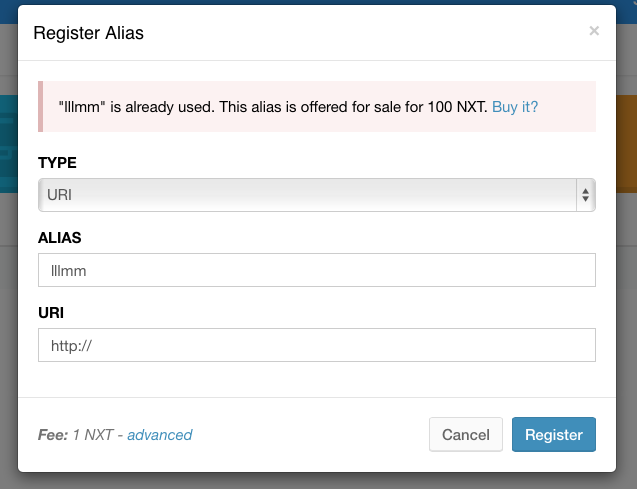 Register Alias
×
"lllmm" is already used. This alias is offered for sale for 100 NXT. Buy it?
TYPE
URI
ALIAS
lllmm
URI
http://
Fee: 1 NXT - advanced
Cancel
Register